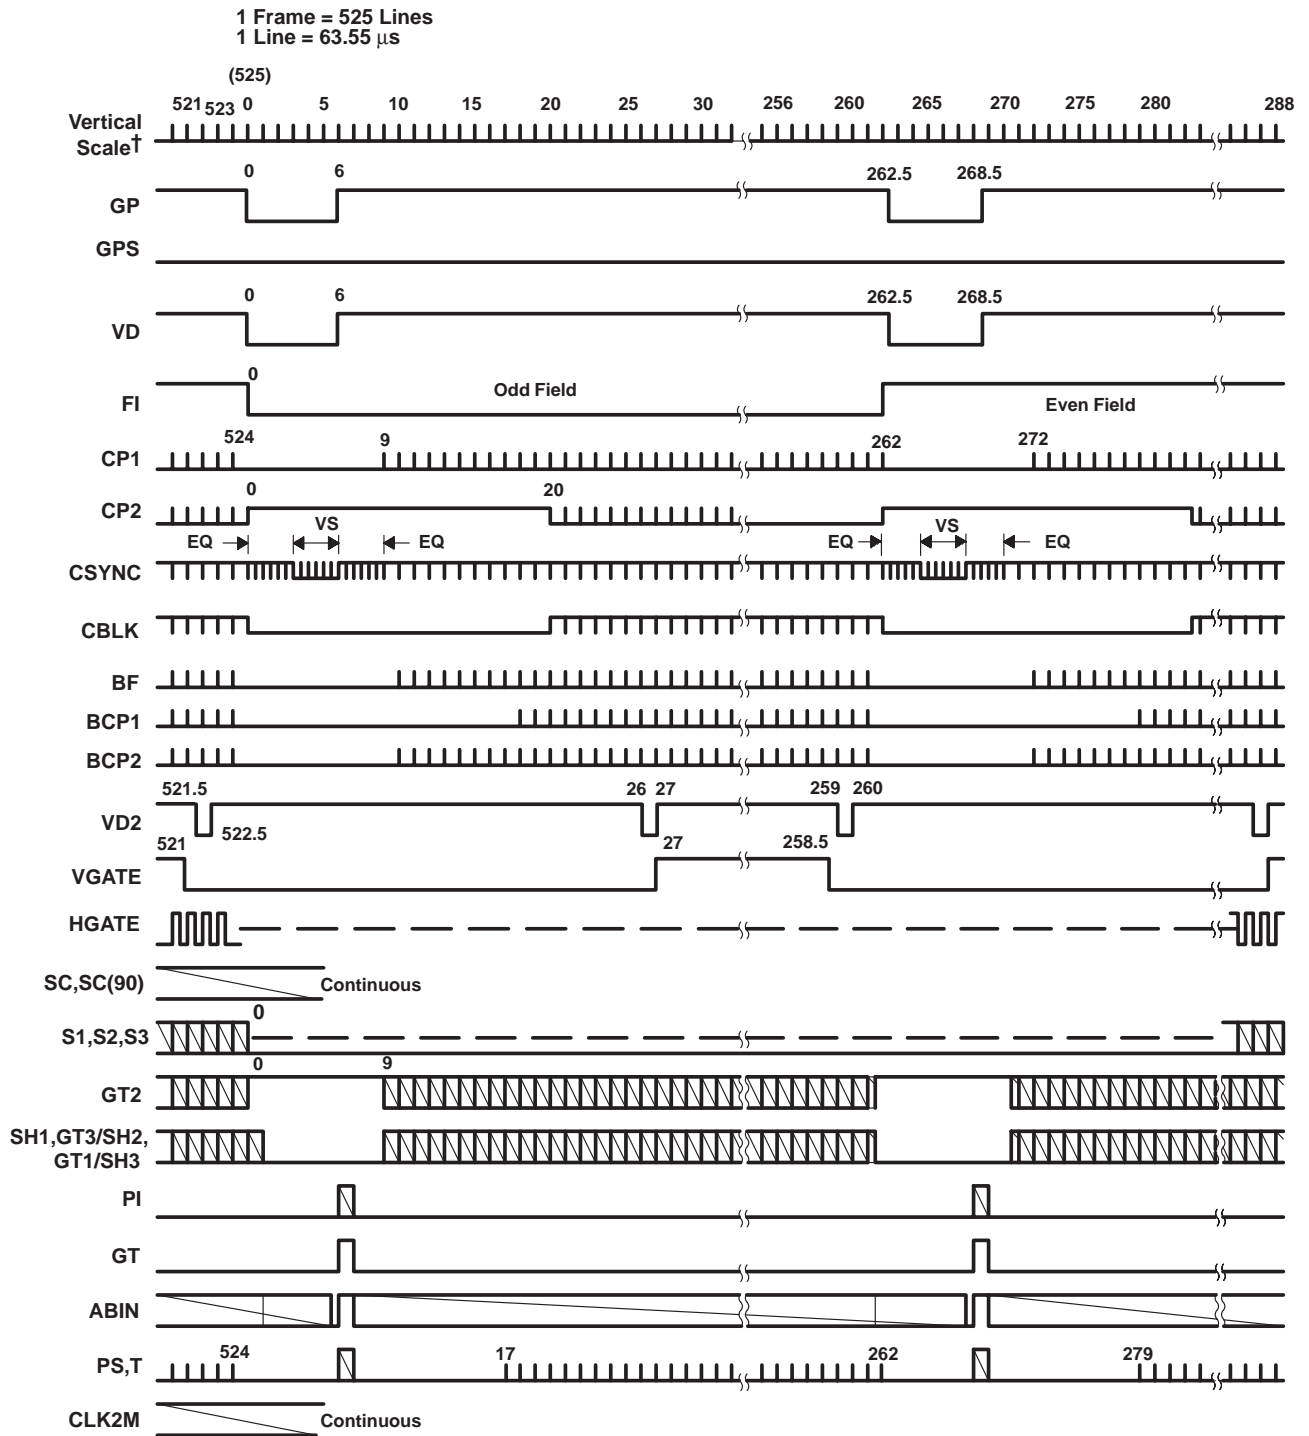 1 Frame = 525 Lines
1 Line = 63.55 μs
(525)
521 523 0 5 10 15 20 25 30 256 260 265 270 275 280 288
Vertical
Scale†
0 6 262.5 268.5
GP
GPS
0 6 262.5 268.5
VD
0 Odd Field
FI Even Field
524 9 262 272
CP1
0 20
CP2
EQ VS EQ EQ VS EQ
CSYNC
CBLK
BF
BCP1
BCP2
521.5 26 27 259 260
VD2
522.5
521 27 258.5
VGATE
HGATE
SC,SC(90) Continuous
0
S1,S2,S3
0 9
GT2
SH1,GT3/SH2,
GT1/SH3
PI
GT
ABIN
524 17 262 279
PS,T
CLK2M Continuous